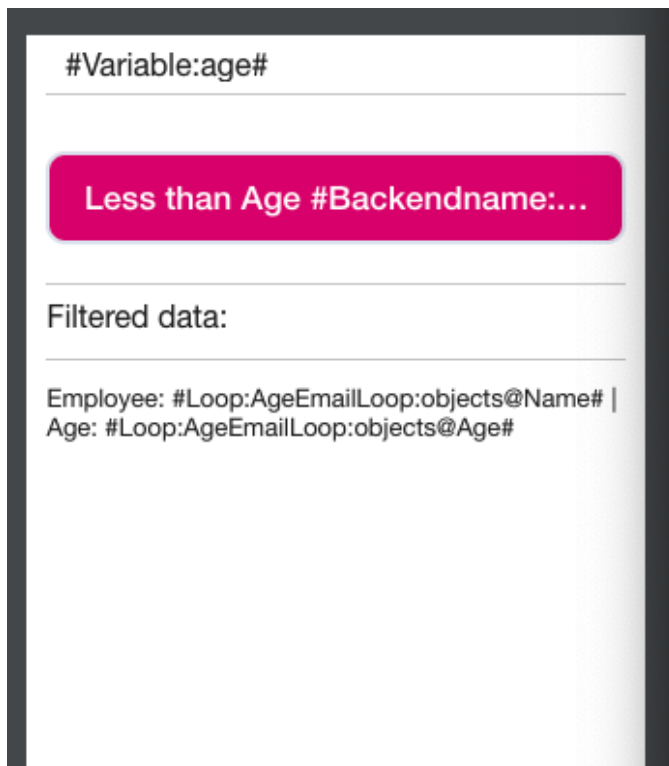 #Variable:age#
Less than Age #Backendname:...
Filtered data:
Employee: #Loop:AgeEmailLoop:objects@Name# |
Age: #Loop:AgeEmailLoop:objects@Age#